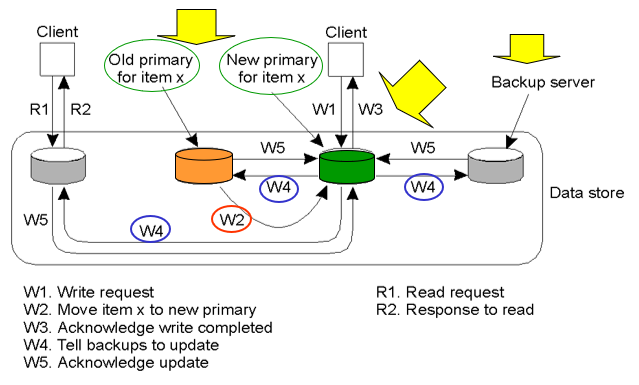 Client
Client
Old primary
for item x
New primary
for item x
Backup server
R1
R2
W1
W3
W5
W5
W4
W4
W2
W5
W4
Data store
W1. Write request
W2. Move item x to new primary
W3. Acknowledge write completed
W4. Tell backups to update
W5. Acknowledge update
R1. Read request
R2. Response to read